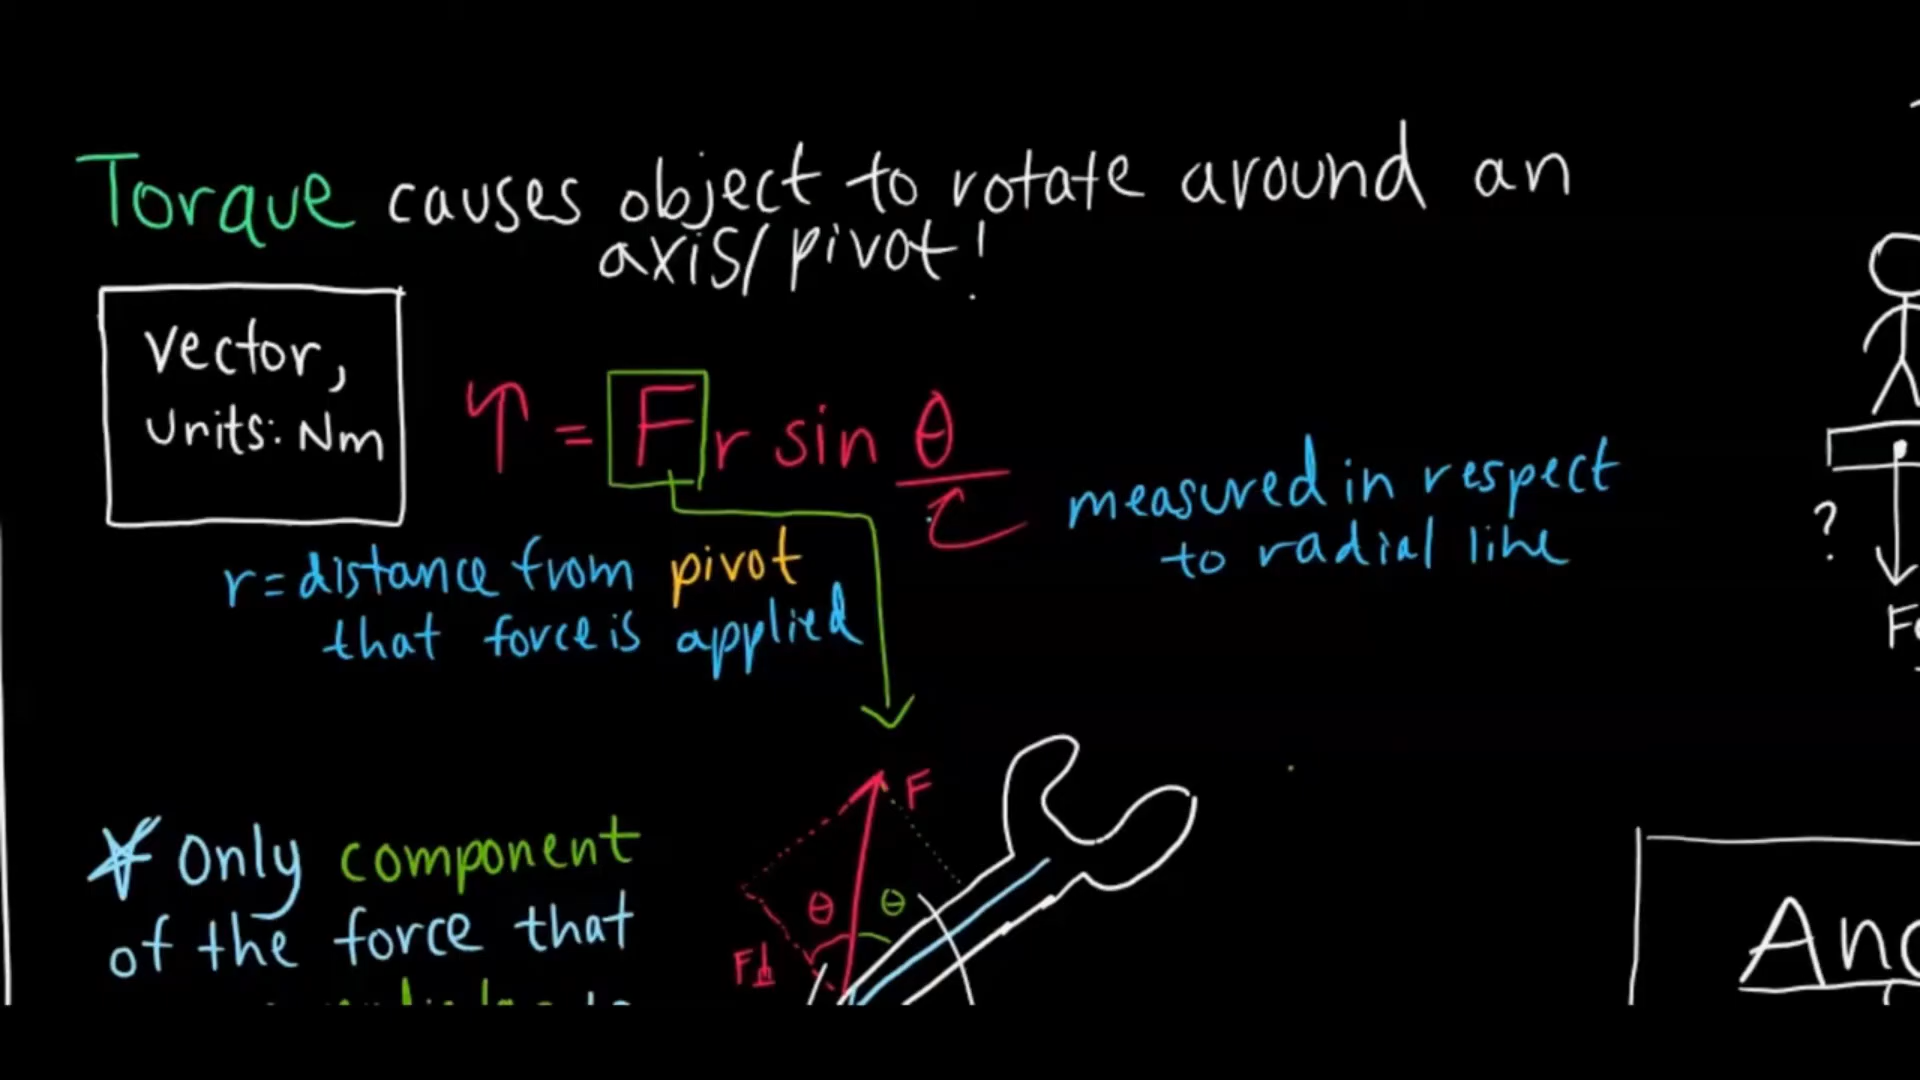 Torque causes object to rotate around an
axis/pivot!
vector,
units: Nm
τ = F r sin θ
measured in respect
to radial line
r = distance from pivot
that force is applied
?
F
F
θ θ
F⊥
☆ Only component
of the force that